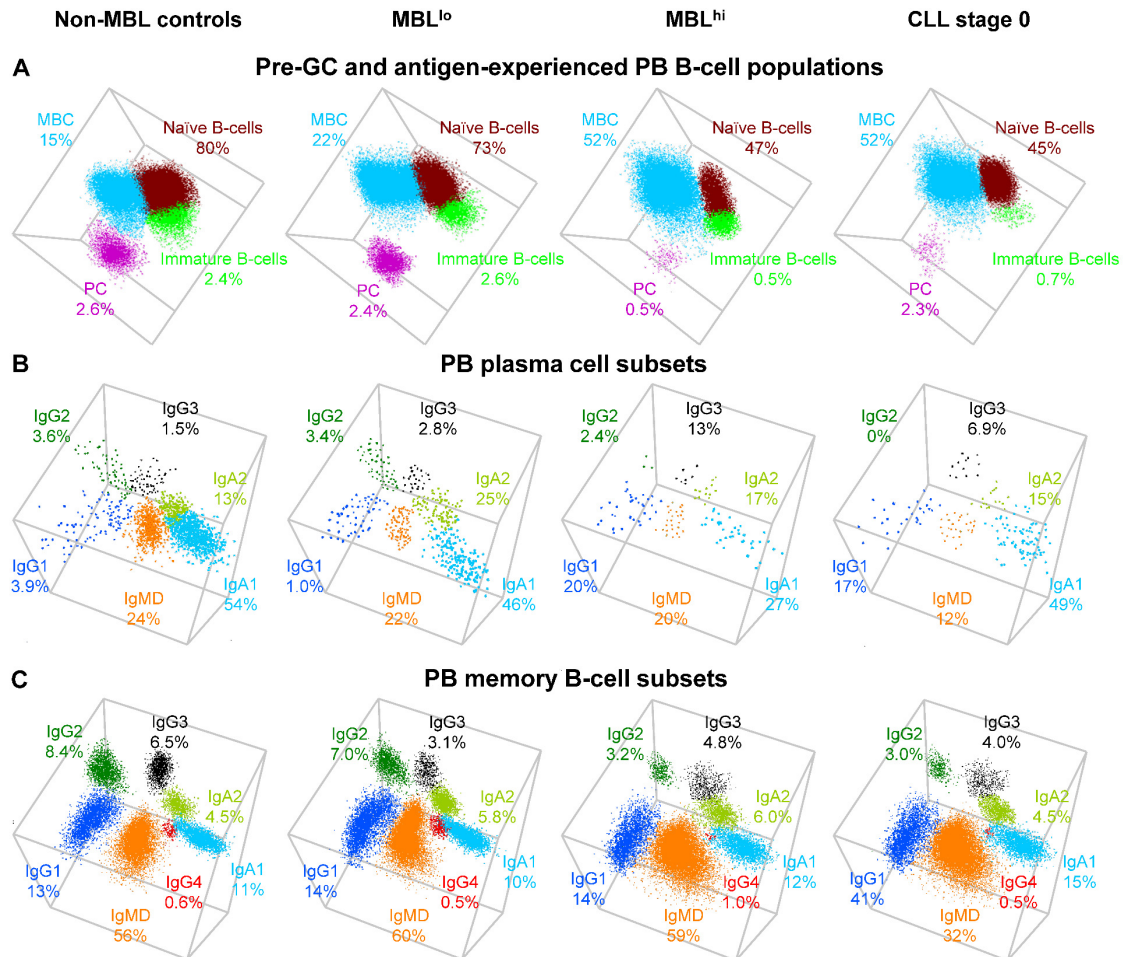 Non-MBL controls MBLlo MBLhi CLL stage 0
A Pre-GC and antigen-experienced PB B-cell populations
MBC 15% Naïve B-cells 80% Immature B-cells 2.4% PC 2.6%
MBC 22% Naïve B-cells 73% Immature B-cells 2.6% PC 2.4%
MBC 52% Naïve B-cells 47% Immature B-cells 0.5% PC 0.5%
MBC 52% Naïve B-cells 45% Immature B-cells 0.7% PC 2.3%
B PB plasma cell subsets
IgG2 3.6% IgG3 1.5% IgA2 13% IgG1 3.9% IgMD 24% IgA1 54%
IgG2 3.4% IgG3 2.8% IgA2 25% IgG1 1.0% IgMD 22% IgA1 46%
IgG2 2.4% IgG3 13% IgA2 17% IgG1 20% IgMD 20% IgA1 27%
IgG2 0% IgG3 6.9% IgA2 15% IgG1 17% IgMD 12% IgA1 49%
C PB memory B-cell subsets
IgG2 8.4% IgG3 6.5% IgA2 4.5% IgG1 13% IgG4 0.6% IgA1 11% IgMD 56%
IgG2 7.0% IgG3 3.1% IgA2 5.8% IgG1 14% IgG4 0.5% IgA1 10% IgMD 60%
IgG2 3.2% IgG3 4.8% IgA2 6.0% IgG1 14% IgG4 1.0% IgA1 12% IgMD 59%
IgG2 3.0% IgG3 4.0% IgA2 4.5% IgG1 41% IgG4 0.5% IgA1 15% IgMD 32%